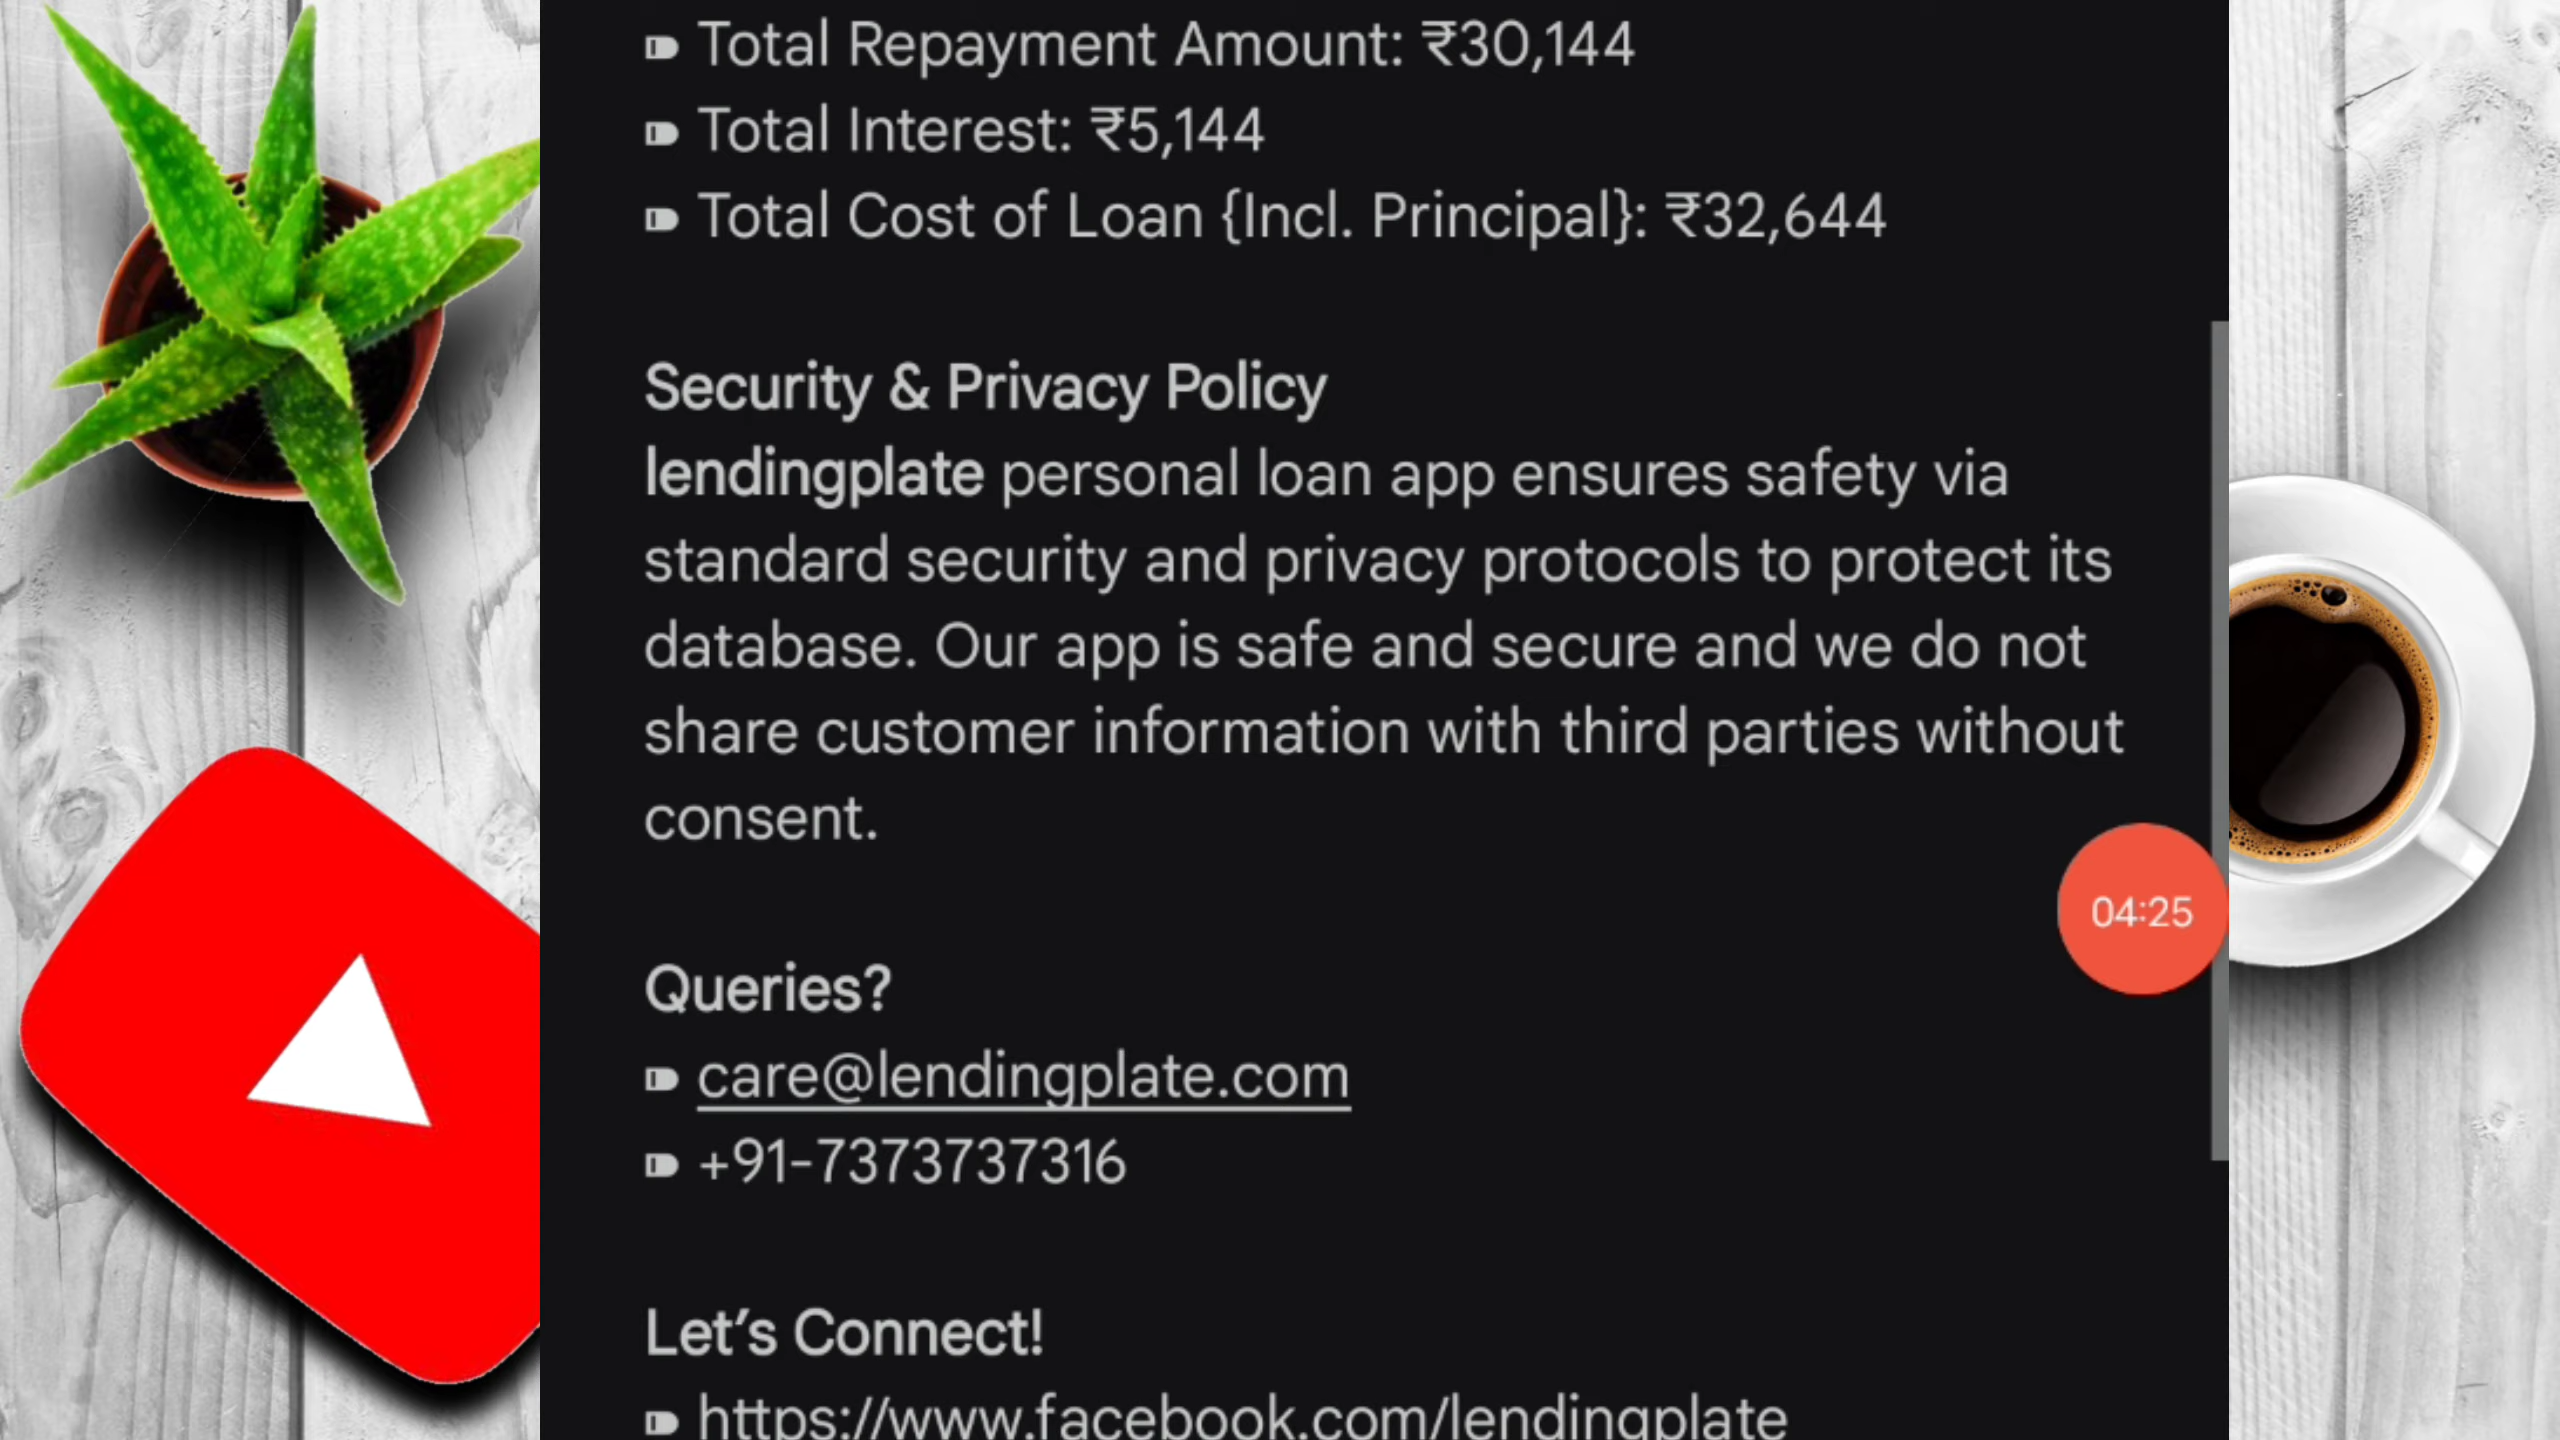 Total Repayment Amount: ₹30,144
Total Interest: ₹5,144
Total Cost of Loan {Incl. Principal}: ₹32,644
Security & Privacy Policy
lendingplate personal loan app ensures safety via
standard security and privacy protocols to protect its
database. Our app is safe and secure and we do not
share customer information with third parties without
consent.
04:25
Queries?
care@lendingplate.com
+91-7373737316
Let’s Connect!
https://www.facebook.com/lendingplate